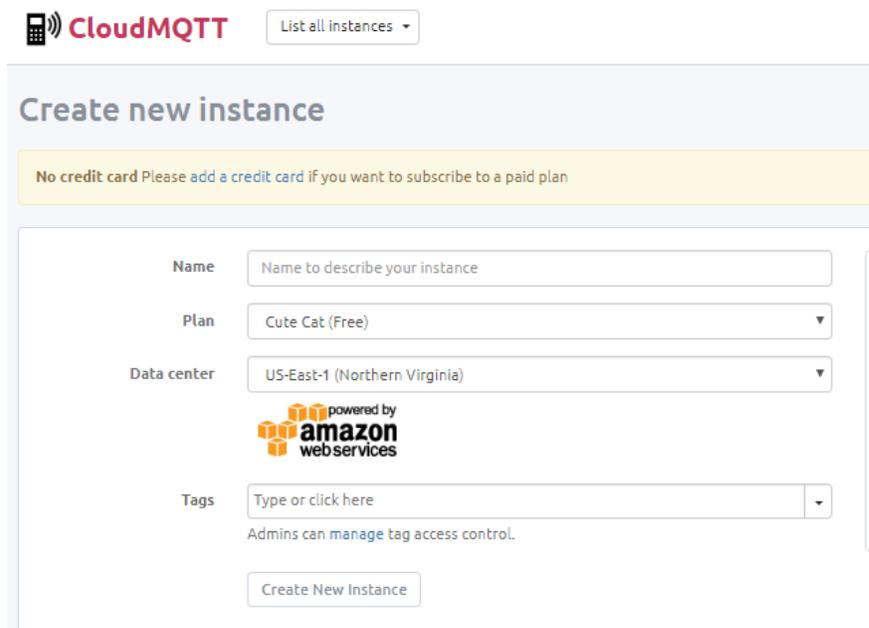 CloudMQTT List all instances
Create new instance
No credit card Please add a credit card if you want to subscribe to a paid plan
Name Name to describe your instance
Plan Cute Cat (Free)
Data center US-East-1 (Northern Virginia)
powered by
amazon
webservices
Tags Type or click here
Admins can manage tag access control.
Create New Instance